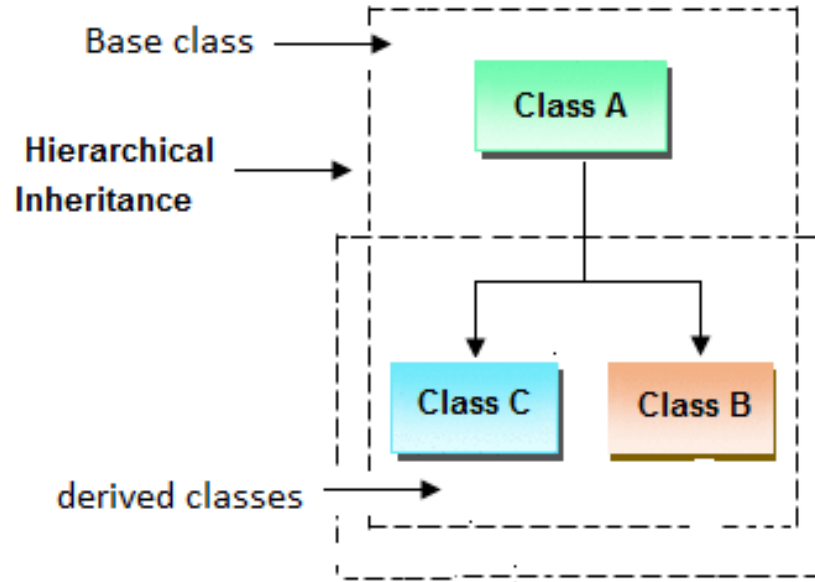 Base class
Class A
Hierarchical
Inheritance
Class C
Class B
derived classes